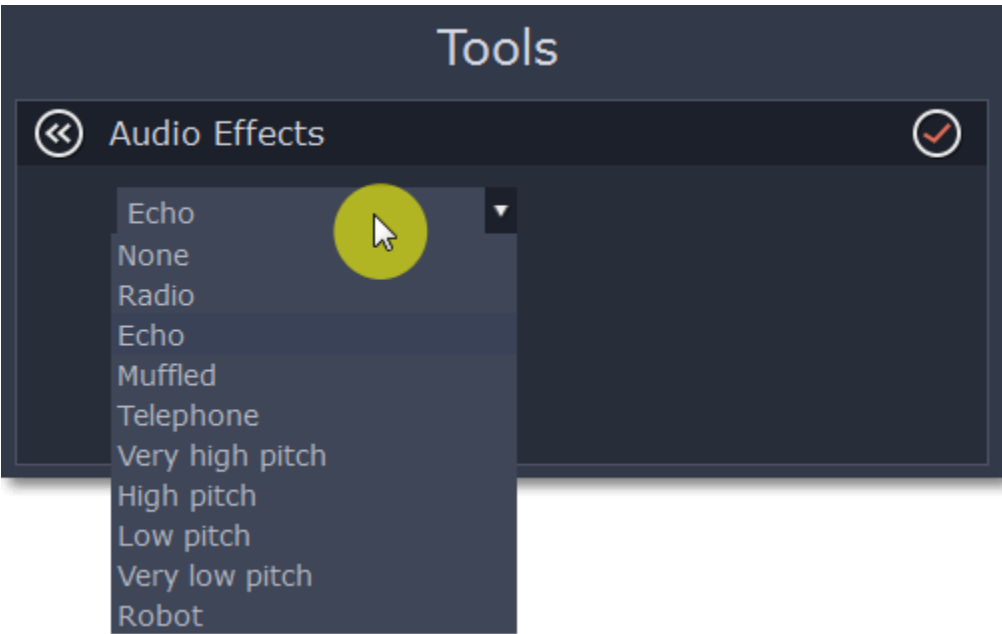 Tools
Audio Effects
Echo
None
Radio
Echo
Muffled
Telephone
Very high pitch
High pitch
Low pitch
Very low pitch
Robot